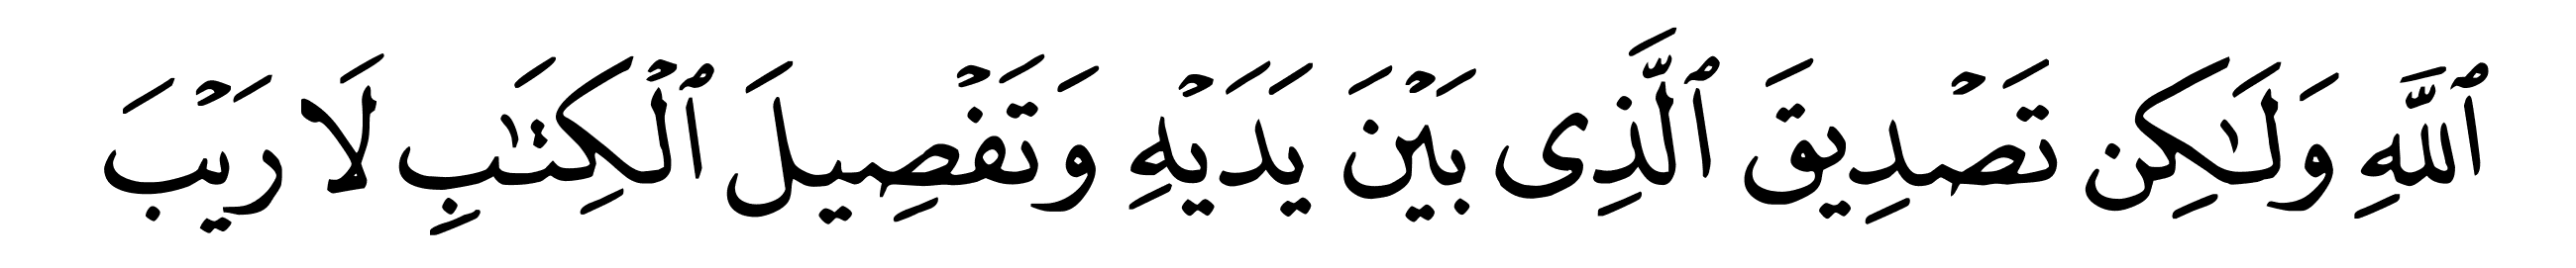 ٱللَّهِ وَلَـٰكِن تَصْدِيقَ ٱلَّذِى بَيْنَ يَدَيْهِ وَتَفْصِيلَ ٱلْكِتَـٰبِ لَا رَيْبَ